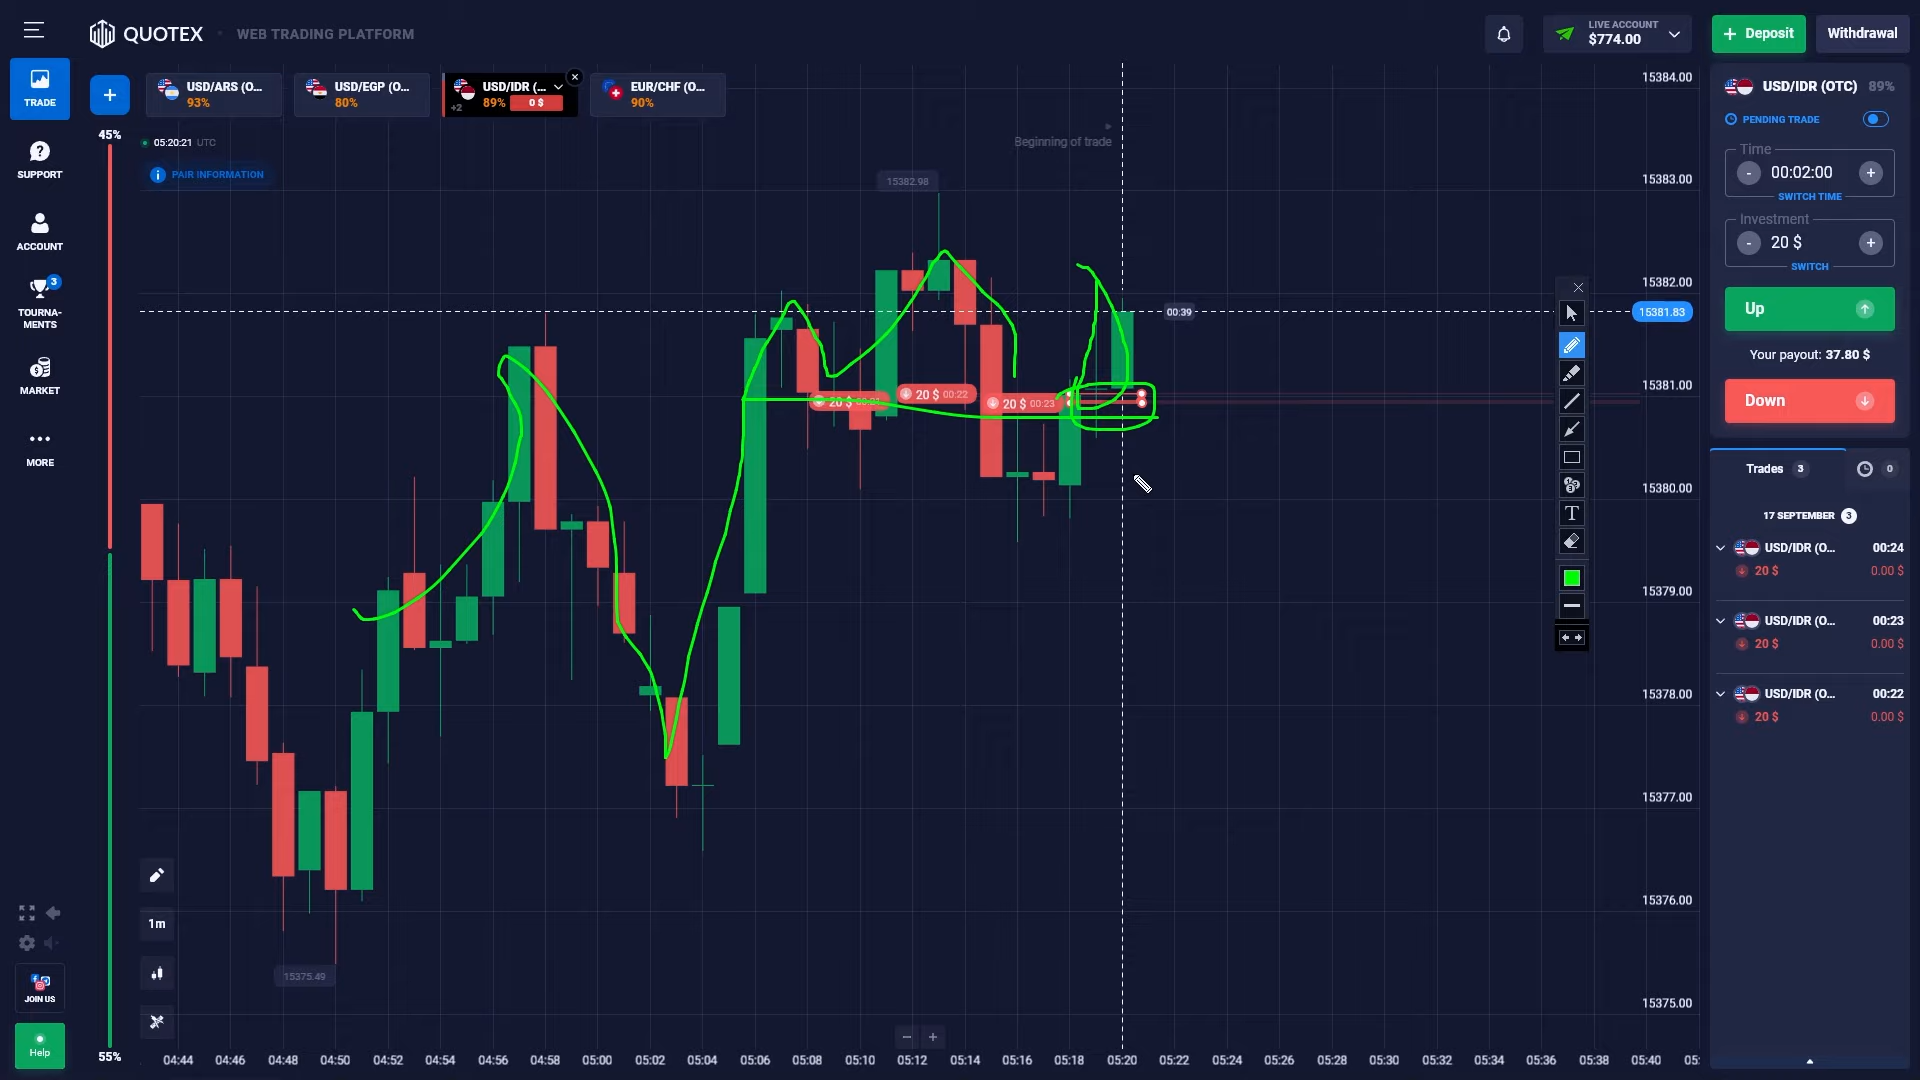 QUOTEX
WEB TRADING PLATFORM
LIVE ACCOUNT
$774.00
+ Deposit
Withdrawal
TRADE
+
USD/ARS (O...
93%
USD/EGP (O...
80%
USD/IDR (...
+2
89%
0 $
EUR/CHF (O...
90%
45%
05:20:21 UTC
PAIR INFORMATION
Beginning of trade
15382.98
00:39
15381.83
20 $
20 $ 00:22
20 $ 00:23
15375.49
15384.00
15383.00
15382.00
15381.00
15380.00
15379.00
15378.00
15377.00
15376.00
15375.00
SUPPORT
ACCOUNT
3
TOURNA-
MENTS
MARKET
MORE
JOIN US
Help
55%
1m
04:44 04:46 04:48 04:50 04:52 04:54 04:56 04:58 05:00 05:02 05:04 05:06 05:08 05:10 05:12 05:14 05:16 05:18 05:20 05:22 05:24 05:26 05:28 05:30 05:32 05:34 05:36 05:38 05:40 05:
T
USD/IDR (OTC) 89%
PENDING TRADE
Time
- 00:02:00 +
SWITCH TIME
Investment
- 20 $ +
SWITCH
Up
Your payout: 37.80 $
Down
Trades 3
0
17 SEPTEMBER 3
USD/IDR (O... 00:24
20 $ 0.00 $
USD/IDR (O... 00:23
20 $ 0.00 $
USD/IDR (O... 00:22
20 $ 0.00 $